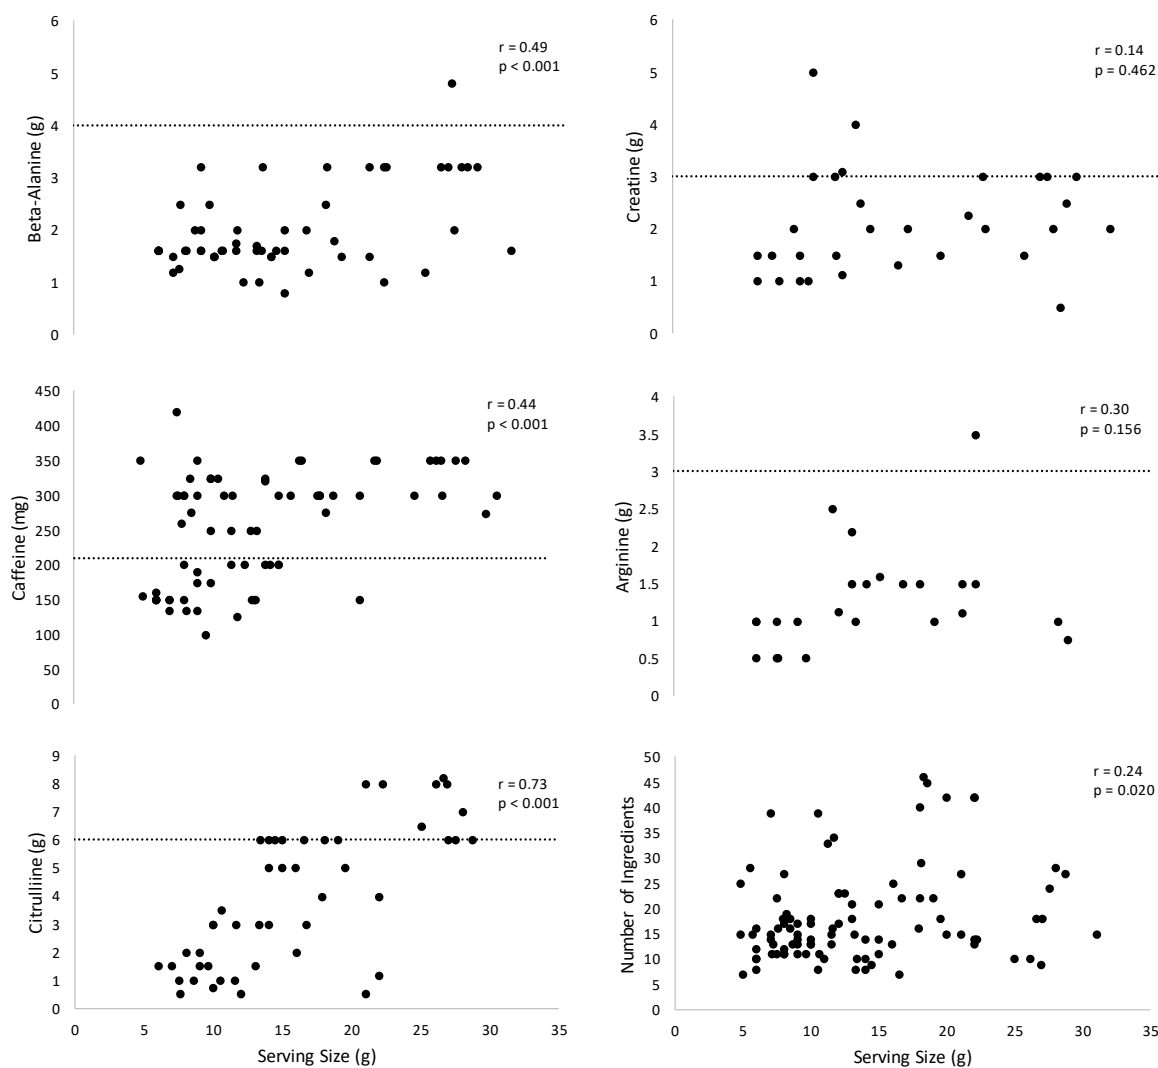 6
5
4
3
2
1
0
Beta-Alanine (g)
r = 0.49
p < 0.001
6
5
4
3
2
1
0
Creatine (g)
r = 0.14
p = 0.462
450
400
350
300
250
200
150
100
50
0
Caffeine (mg)
r = 0.44
p < 0.001
4
3.5
3
2.5
2
1.5
1
0.5
0
Arginine (g)
r = 0.30
p = 0.156
9
8
7
6
5
4
3
2
1
0
Citrulliine (g)
r = 0.73
p < 0.001
0 5 10 15 20 25 30 35
Serving Size (g)
50
45
40
35
30
25
20
15
10
5
0
Number of Ingredients
r = 0.24
p = 0.020
0 5 10 15 20 25 30 35
Serving Size (g)